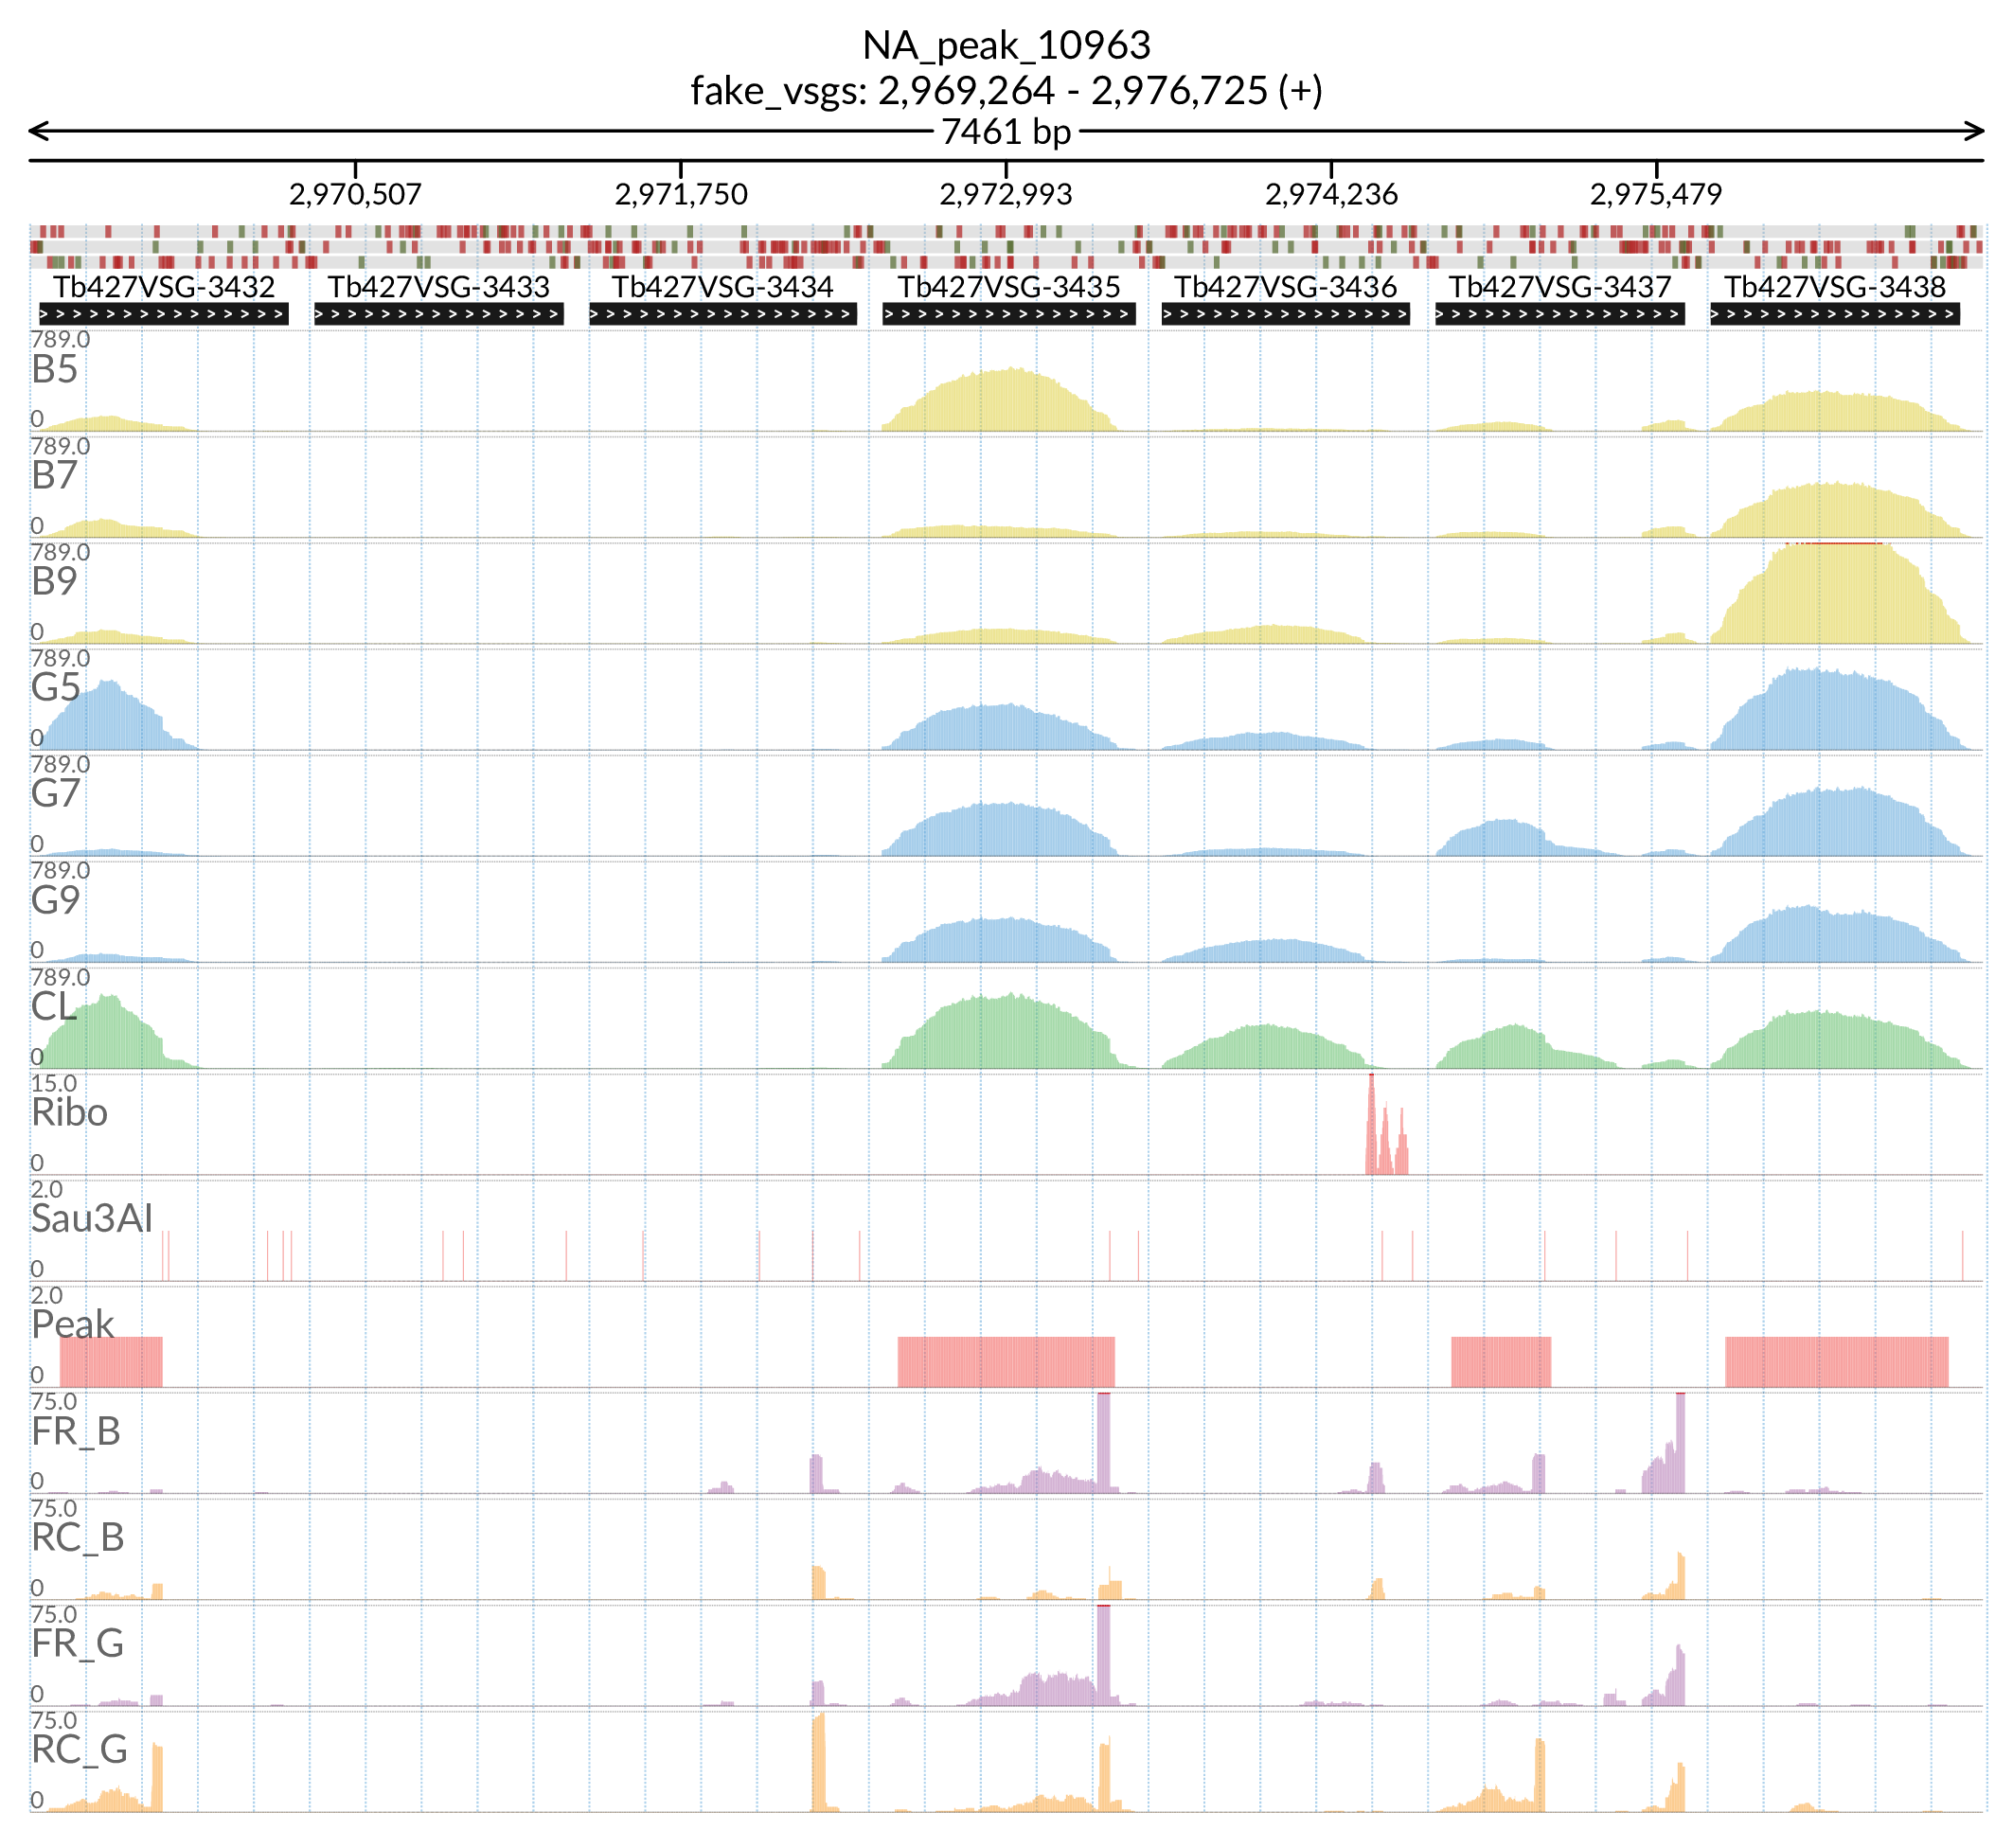 NA_peak_10963
fake_vsgs: 2,969,264 - 2,976,725 (+)
7461 bp
2,970,507 2,971,750 2,972,993 2,974,236 2,975,479
Tb427VSG-3432 Tb427VSG-3433 Tb427VSG-3434 Tb427VSG-3435 Tb427VSG-3436 Tb427VSG-3437 Tb427VSG-3438
789.0
B5
0
789.0
B7
0
789.0
B9
0
789.0
G5
0
789.0
G7
0
789.0
G9
0
789.0
CL
0
15.0
Ribo
0
2.0
Sau3AI
0
2.0
Peak
0
75.0
FR_B
0
75.0
RC_B
0
75.0
FR_G
0
75.0
RC_G
0